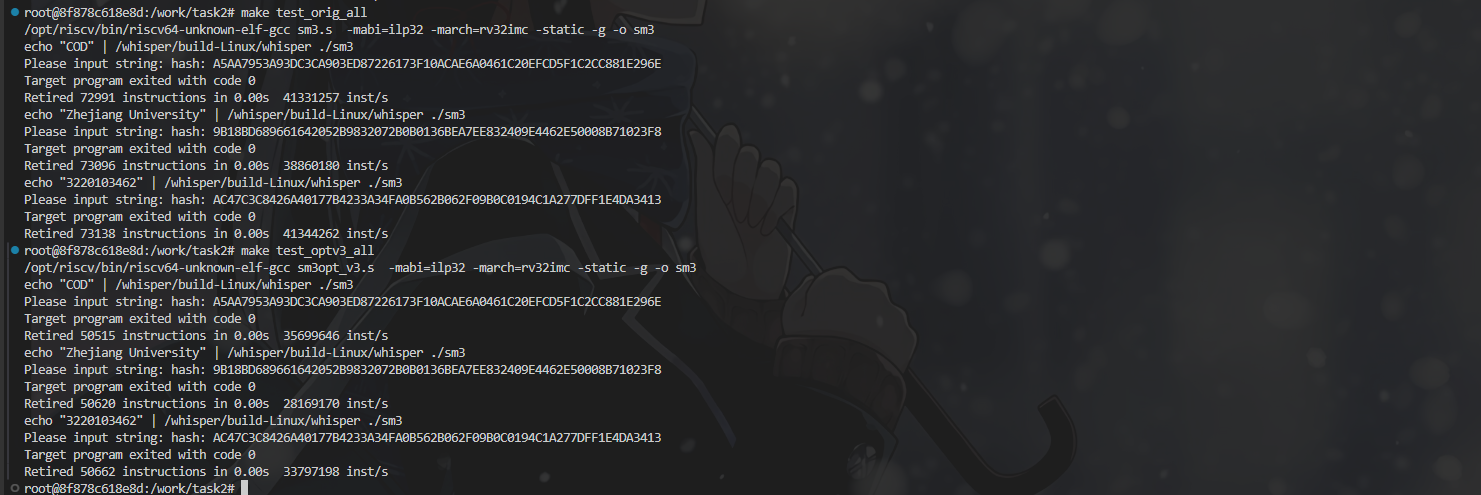 root@8f878c618e8d:/work/task2# make test_orig_all
/opt/riscv/bin/riscv64-unknown-elf-gcc sm3.s  -mabi=ilp32 -march=rv32imc -static -g -o sm3
echo "COD" | /whisper/build-Linux/whisper ./sm3
Please input string: hash: A5AA7953A93DC3CA903ED87226173F10ACAE6A0461C20EFCD5F1C2CC881E296E
Target program exited with code 0
Retired 72991 instructions in 0.00s  41331257 inst/s
echo "Zhejiang University" | /whisper/build-Linux/whisper ./sm3
Please input string: hash: 9B18BD689661642052B9832072B0B0136BEA7EE832409E4462E50008B71023F8
Target program exited with code 0
Retired 73096 instructions in 0.00s  38860180 inst/s
echo "3220103462" | /whisper/build-Linux/whisper ./sm3
Please input string: hash: AC47C3C8426A40177B4233A34FA0B562B062F09B0C0194C1A277DFF1E4DA3413
Target program exited with code 0
Retired 73138 instructions in 0.00s  41344262 inst/s
root@8f878c618e8d:/work/task2# make test_optv3_all
/opt/riscv/bin/riscv64-unknown-elf-gcc sm3opt_v3.s  -mabi=ilp32 -march=rv32imc -static -g -o sm3
echo "COD" | /whisper/build-Linux/whisper ./sm3
Please input string: hash: A5AA7953A93DC3CA903ED87226173F10ACAE6A0461C20EFCD5F1C2CC881E296E
Target program exited with code 0
Retired 50515 instructions in 0.00s  35699646 inst/s
echo "Zhejiang University" | /whisper/build-Linux/whisper ./sm3
Please input string: hash: 9B18BD689661642052B9832072B0B0136BEA7EE832409E4462E50008B71023F8
Target program exited with code 0
Retired 50620 instructions in 0.00s  28169170 inst/s
echo "3220103462" | /whisper/build-Linux/whisper ./sm3
Please input string: hash: AC47C3C8426A40177B4233A34FA0B562B062F09B0C0194C1A277DFF1E4DA3413
Target program exited with code 0
Retired 50662 instructions in 0.00s  33797198 inst/s
root@8f878c618e8d:/work/task2#